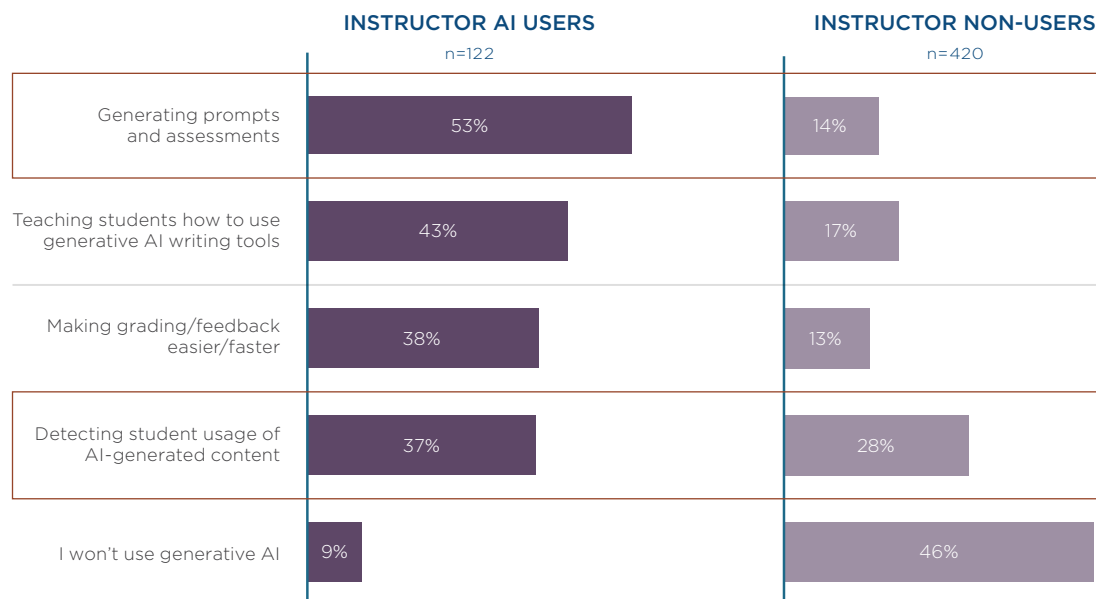 INSTRUCTOR AI USERS
n=122
INSTRUCTOR NON-USERS
n=420
Generating prompts
and assessments
53%
14%
Teaching students how to use
generative AI writing tools
43%
17%
Making grading/feedback
easier/faster
38%
13%
Detecting student usage of
AI-generated content
37%
28%
I won't use generative AI
9%
46%